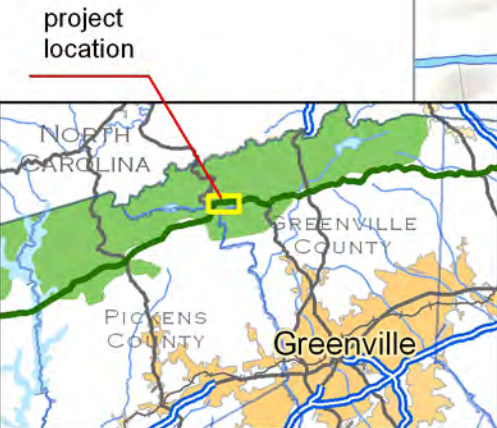 project
location
NORTH
CAROLINA
GREENVILLE
COUNTY
PICKENS
COUNTY
Greenville